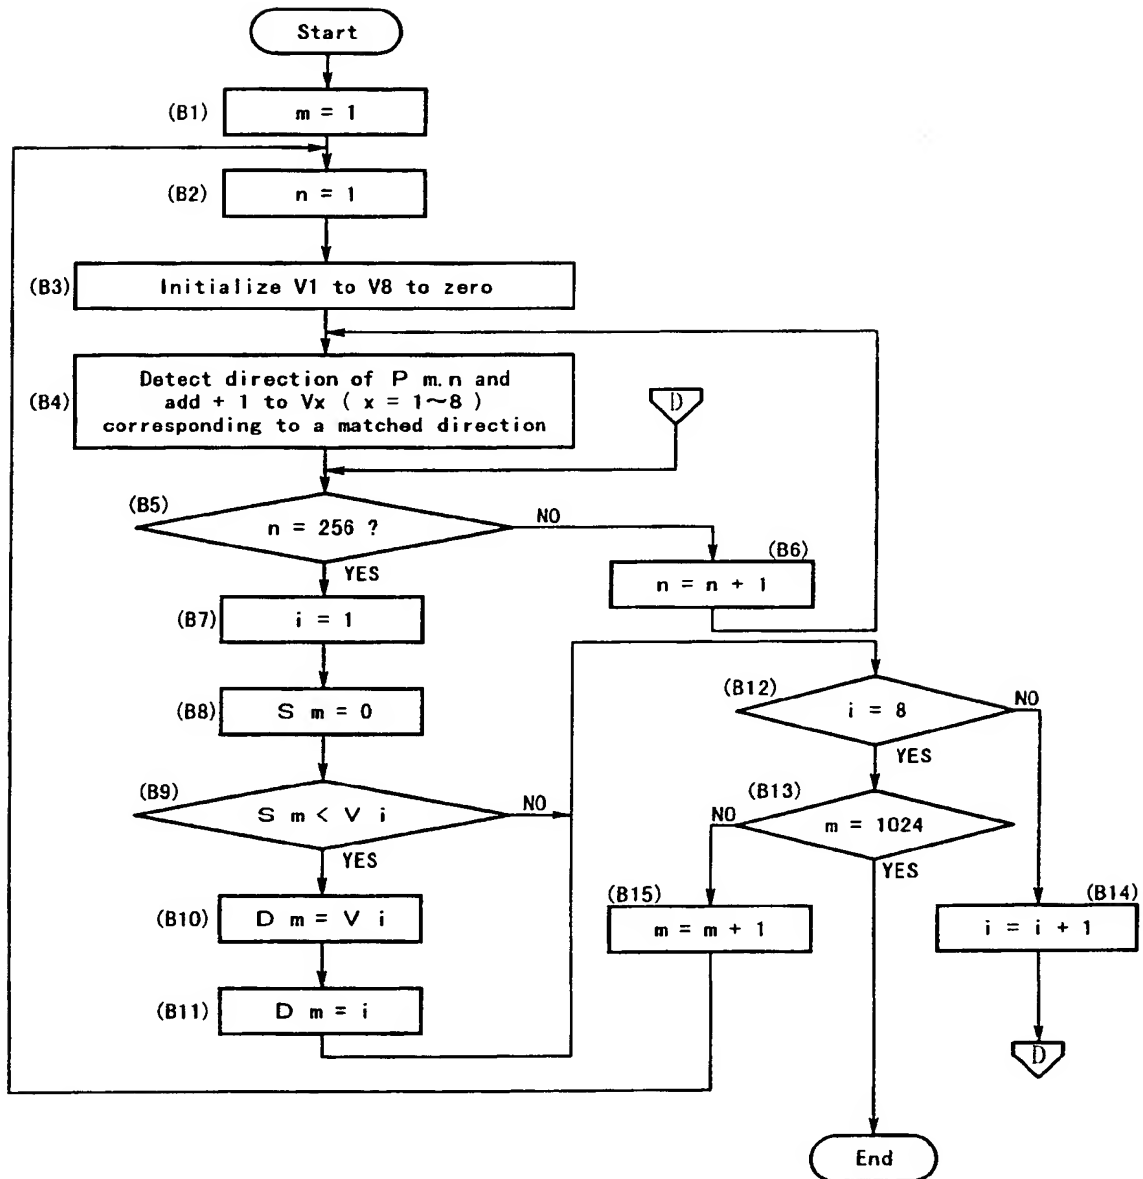 Start
(B1)
m = 1
(B2)
n = 1
(B3)
Initialize V1 to V8 to zero
(B4)
Detect direction of P m.n and
add + 1 to Vx ( x = 1~8 )
corresponding to a matched direction
D
(B5)
n = 256 ?
NO
YES
(B6)
n = n + 1
(B7)
i = 1
(B8)
S m = 0
(B9)
S m < V i
NO
YES
(B10)
D m = V i
(B11)
D m = i
(B12)
i = 8
NO
YES
(B13)
m = 1024
NO
YES
(B15)
m = m + 1
(B14)
i = i + 1
D
End